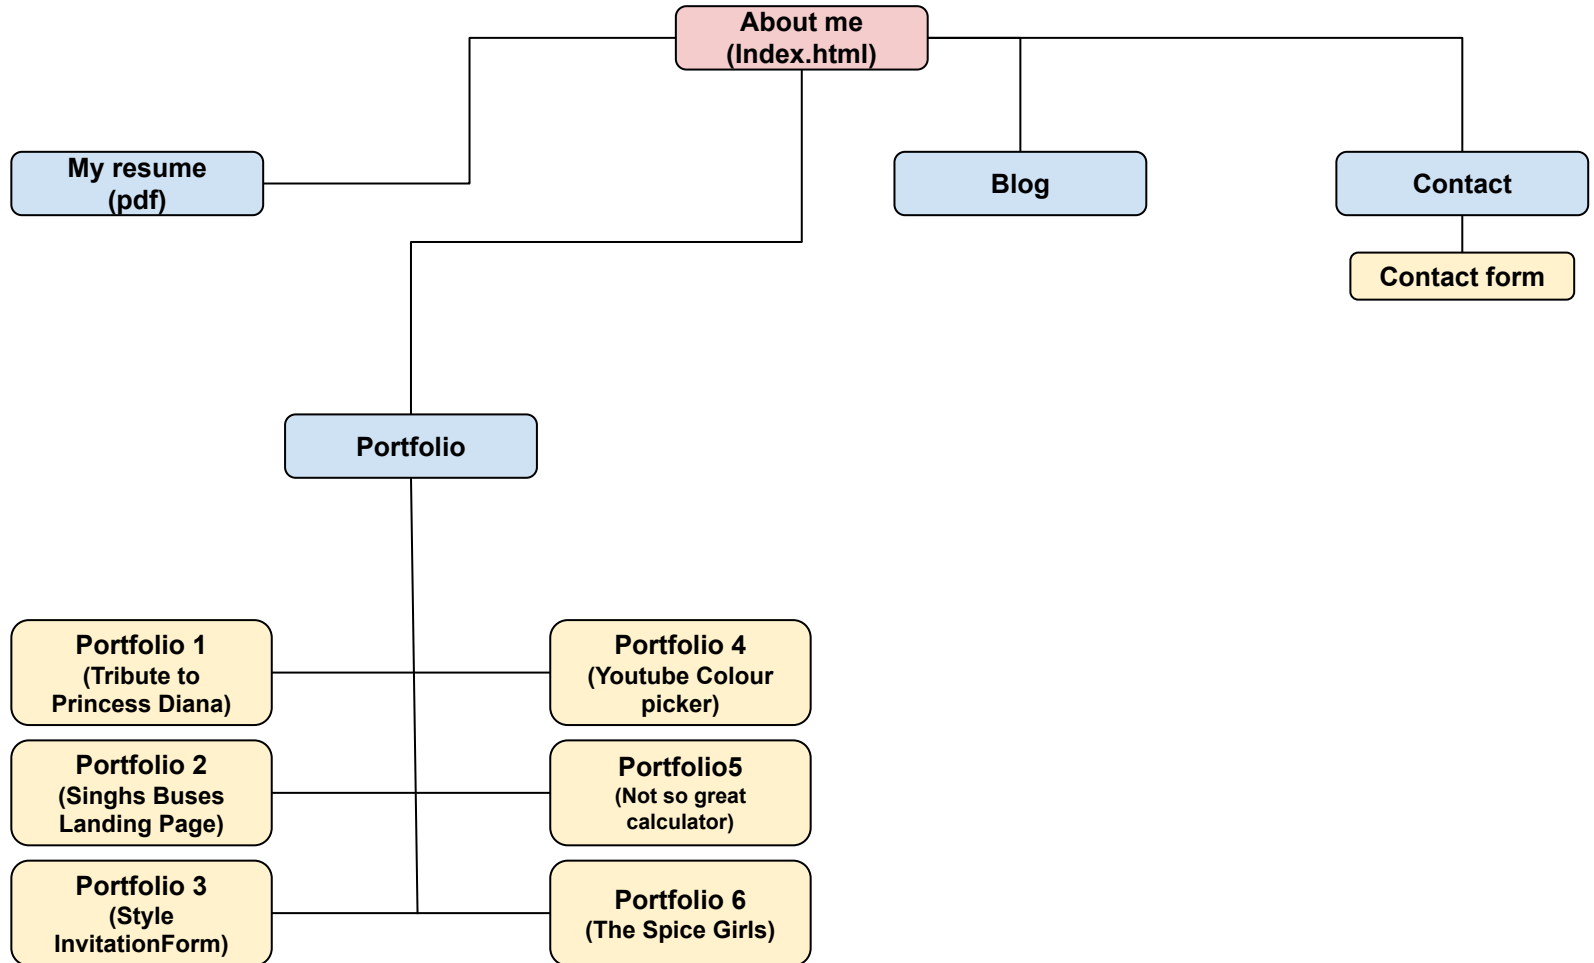 About me
(Index.html)
My resume
(pdf)
Blog
Contact
Contact form
Portfolio
Portfolio 1
(Tribute to
Princess Diana)
Portfolio 4
(Youtube Colour
picker)
Portfolio 2
(Singhs Buses
Landing Page)
Portfolio5
(Not so great
calculator)
Portfolio 3
(Style
InvitationForm)
Portfolio 6
(The Spice Girls)